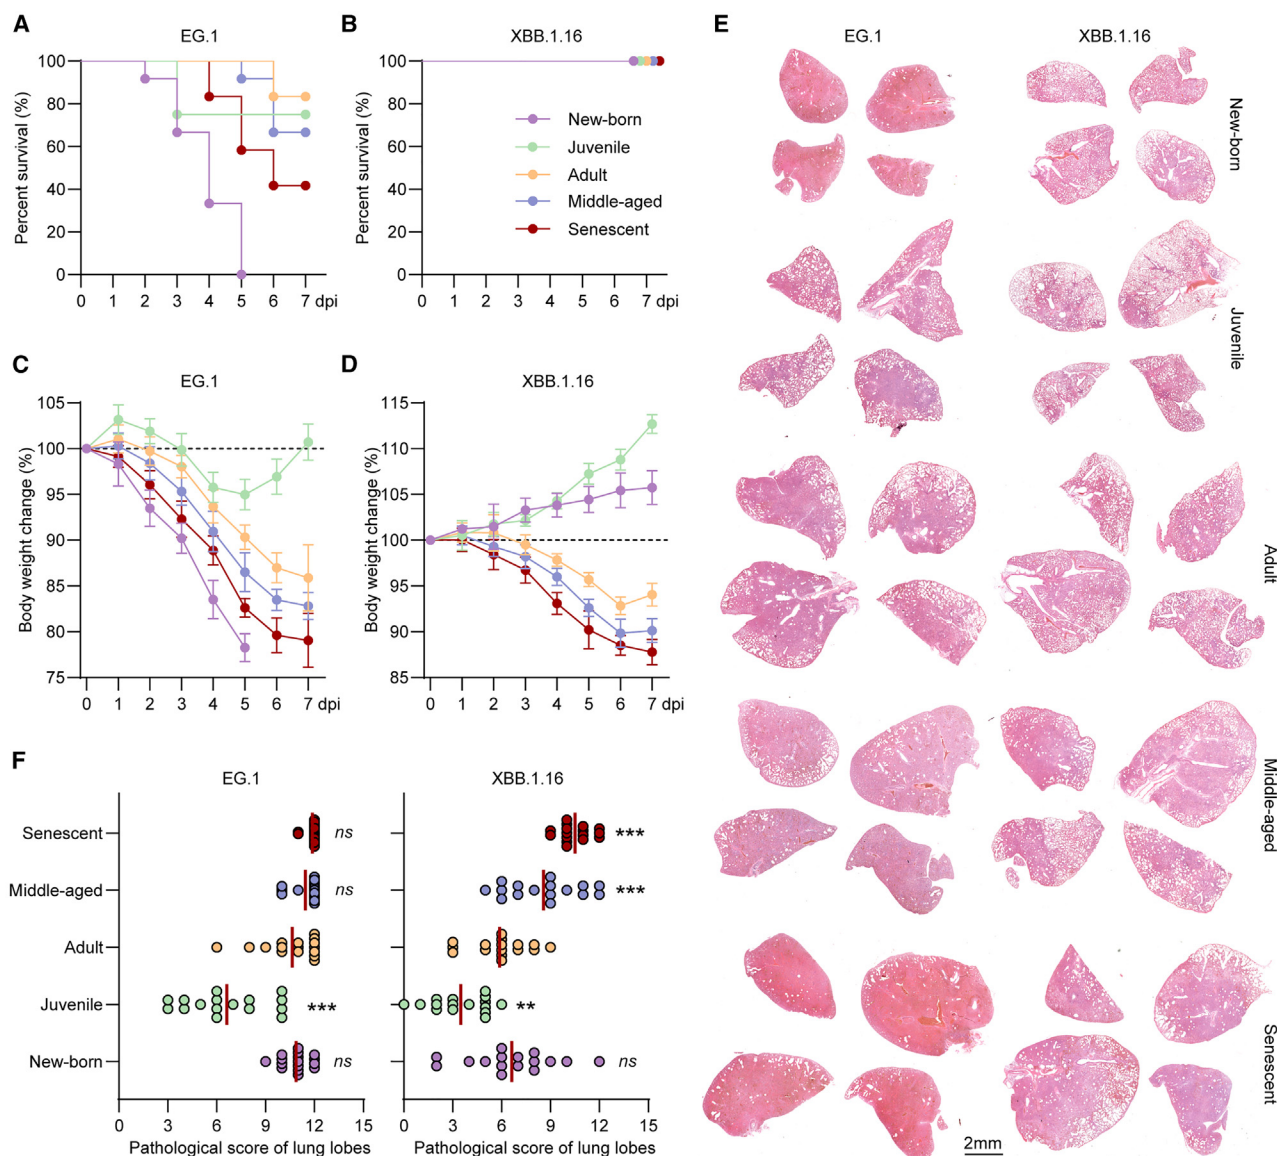 A
EG.1
Percent survival (%)
100
80
60
40
20
0
0 1 2 3 4 5 6 7 dpi
B
XBB.1.16
Percent survival (%)
100
80
60
40
20
0
0 1 2 3 4 5 6 7 dpi
New-born
Juvenile
Adult
Middle-aged
Senescent
C
EG.1
Body weight change (%)
105
100
95
90
85
80
75
0 1 2 3 4 5 6 7 dpi
D
XBB.1.16
Body weight change (%)
115
110
105
100
95
90
85
0 1 2 3 4 5 6 7 dpi
E
EG.1 XBB.1.16
New-born
Juvenile
Adult
Middle-aged
Senescent
2mm
F
EG.1
Senescent ns
Middle-aged ns
Adult
Juvenile ***
New-born ns
0 3 6 9 12 15
Pathological score of lung lobes
XBB.1.16
***
***
**
ns
0 3 6 9 12 15
Pathological score of lung lobes